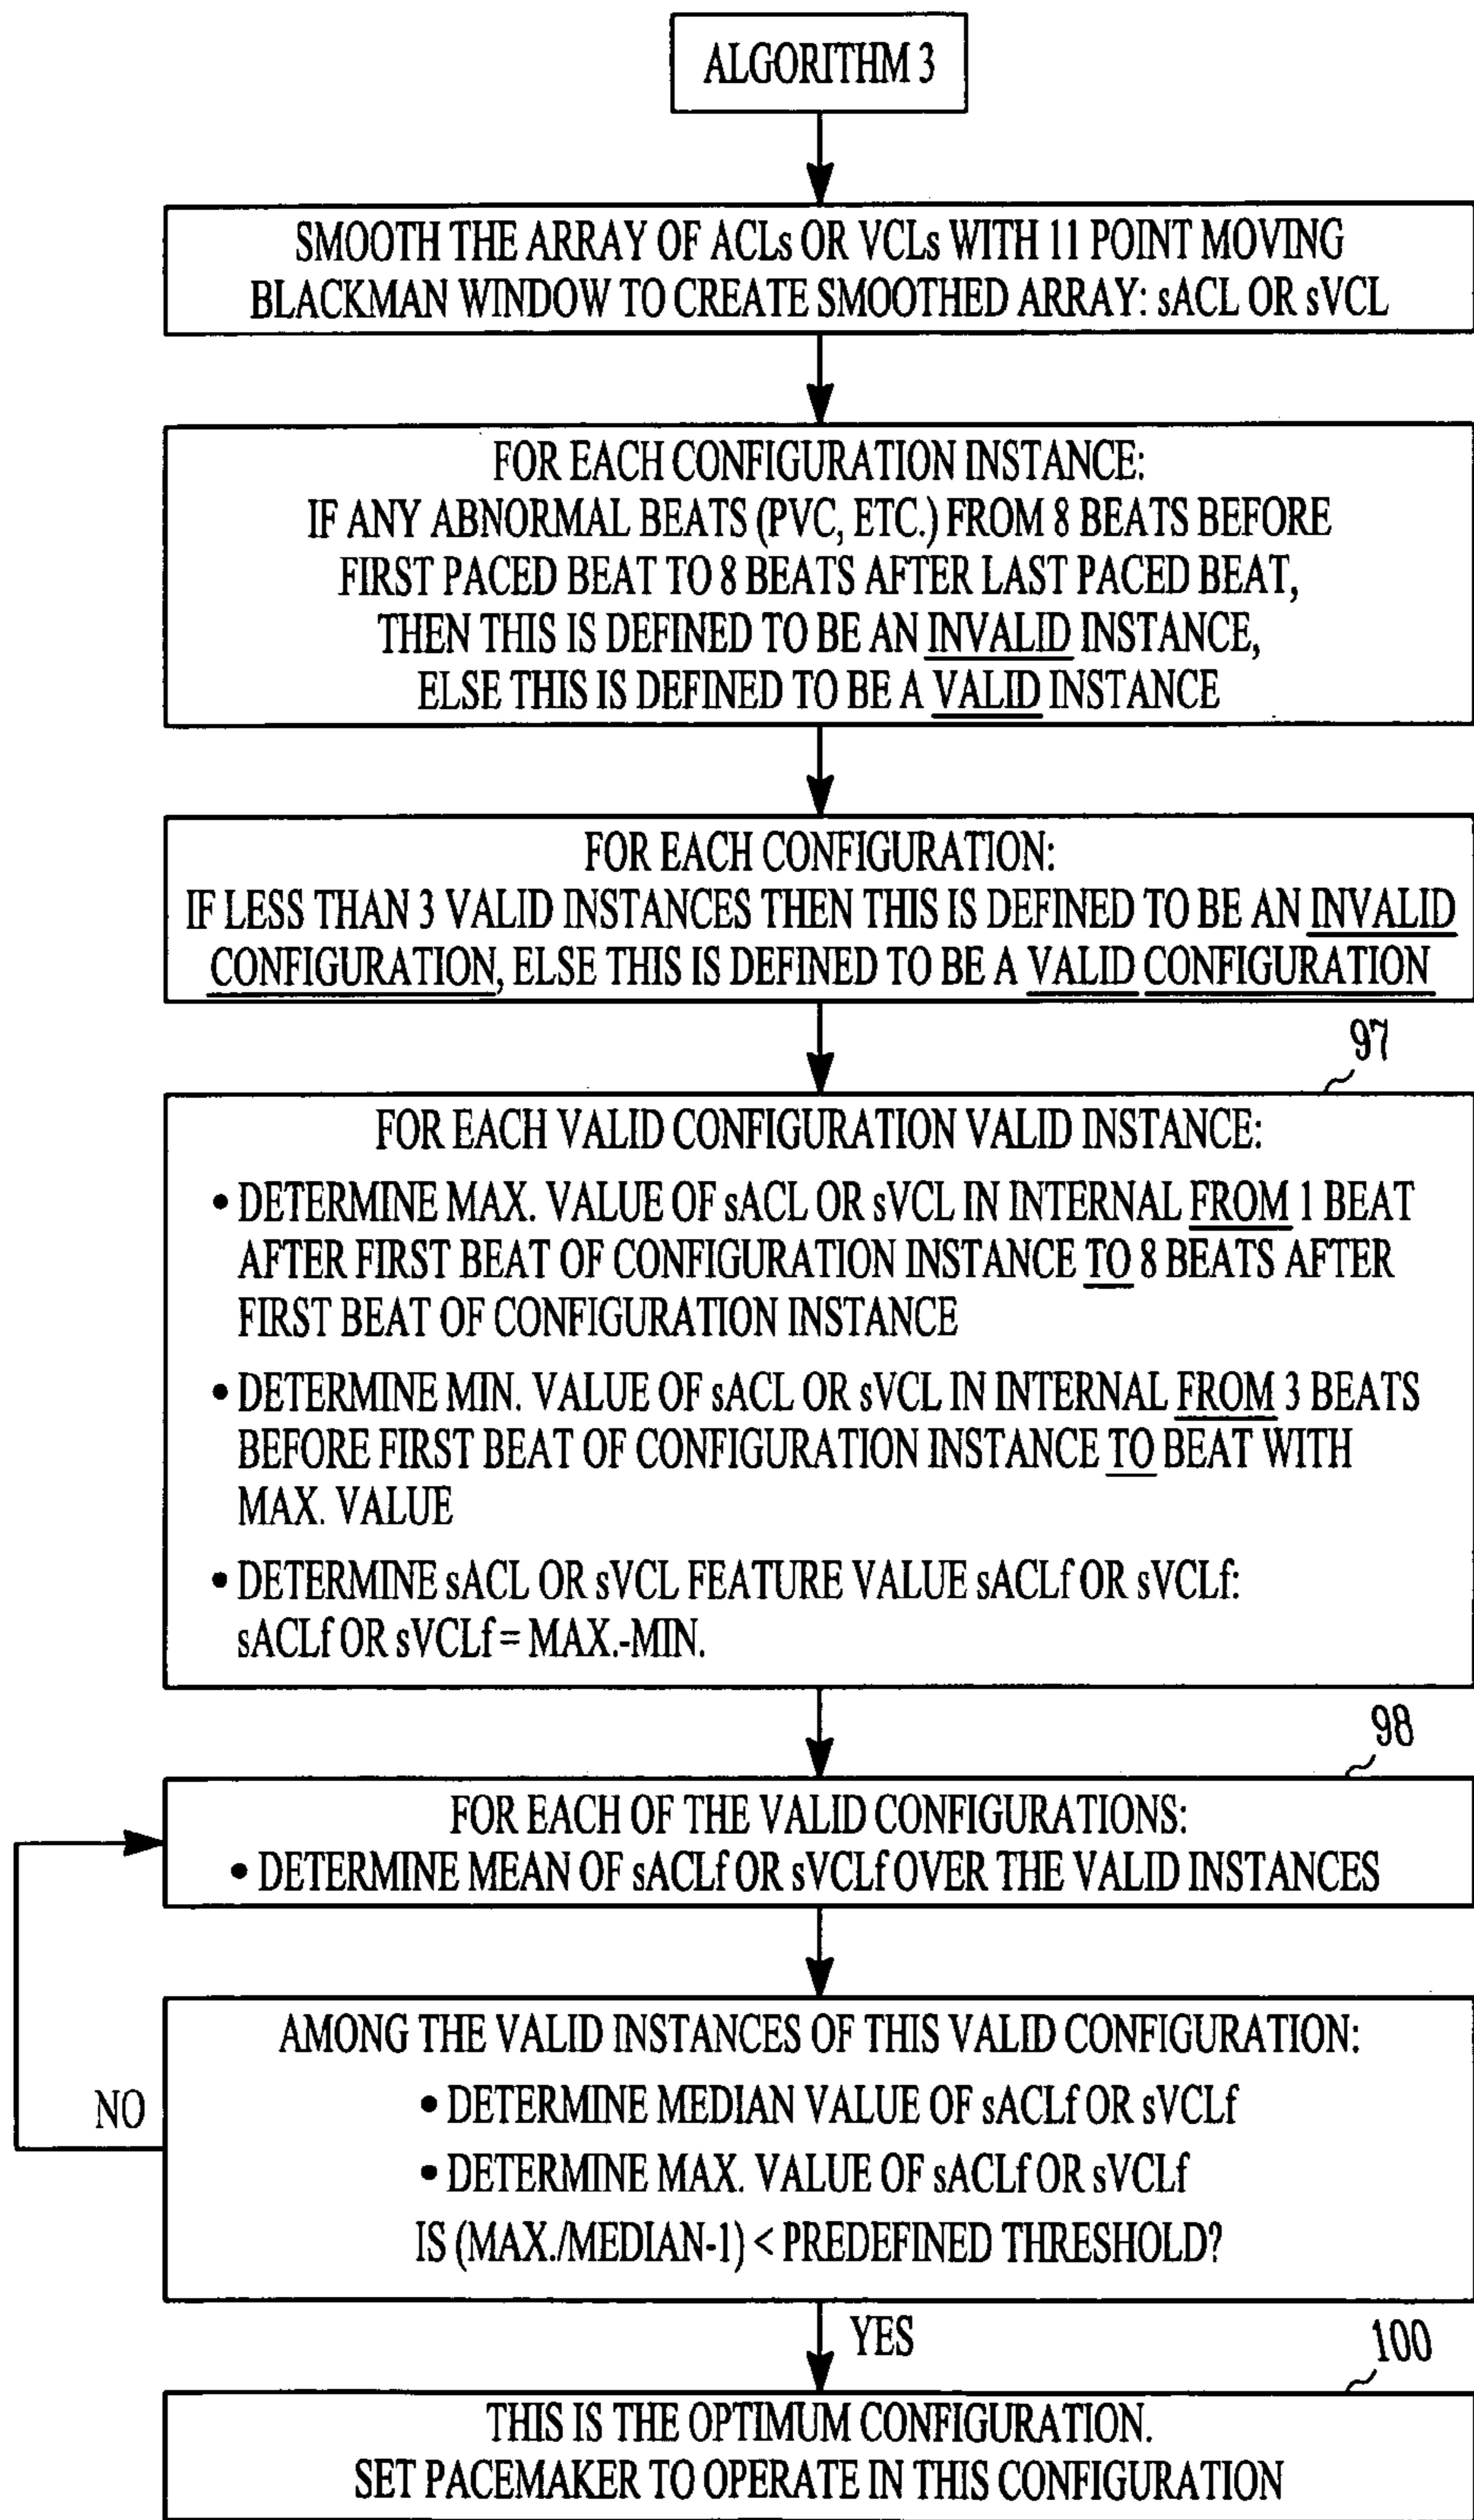 ALGORITHM 3
SMOOTH THE ARRAY OF ACLs OR VCLs WITH 11 POINT MOVING
BLACKMAN WINDOW TO CREATE SMOOTHED ARRAY: sACL OR sVCL
FOR EACH CONFIGURATION INSTANCE:
IF ANY ABNORMAL BEATS (PVC, ETC.) FROM 8 BEATS BEFORE
FIRST PACED BEAT TO 8 BEATS AFTER LAST PACED BEAT,
THEN THIS IS DEFINED TO BE AN INVALID INSTANCE,
ELSE THIS IS DEFINED TO BE A VALID INSTANCE
FOR EACH CONFIGURATION:
IF LESS THAN 3 VALID INSTANCES THEN THIS IS DEFINED TO BE AN INVALID
CONFIGURATION, ELSE THIS IS DEFINED TO BE A VALID CONFIGURATION
97
FOR EACH VALID CONFIGURATION VALID INSTANCE:
• DETERMINE MAX. VALUE OF sACL OR sVCL IN INTERNAL FROM 1 BEAT
AFTER FIRST BEAT OF CONFIGURATION INSTANCE TO 8 BEATS AFTER
FIRST BEAT OF CONFIGURATION INSTANCE
• DETERMINE MIN. VALUE OF sACL OR sVCL IN INTERNAL FROM 3 BEATS
BEFORE FIRST BEAT OF CONFIGURATION INSTANCE TO BEAT WITH
MAX. VALUE
• DETERMINE sACL OR sVCL FEATURE VALUE sACLf OR sVCLf:
sACLf OR sVCLf = MAX.-MIN.
98
FOR EACH OF THE VALID CONFIGURATIONS:
• DETERMINE MEAN OF sACLf OR sVCLf OVER THE VALID INSTANCES
AMONG THE VALID INSTANCES OF THIS VALID CONFIGURATION:
• DETERMINE MEDIAN VALUE OF sACLf OR sVCLf
• DETERMINE MAX. VALUE OF sACLf OR sVCLf
IS (MAX./MEDIAN-1) < PREDEFINED THRESHOLD?
NO
YES
100
THIS IS THE OPTIMUM CONFIGURATION.
SET PACEMAKER TO OPERATE IN THIS CONFIGURATION